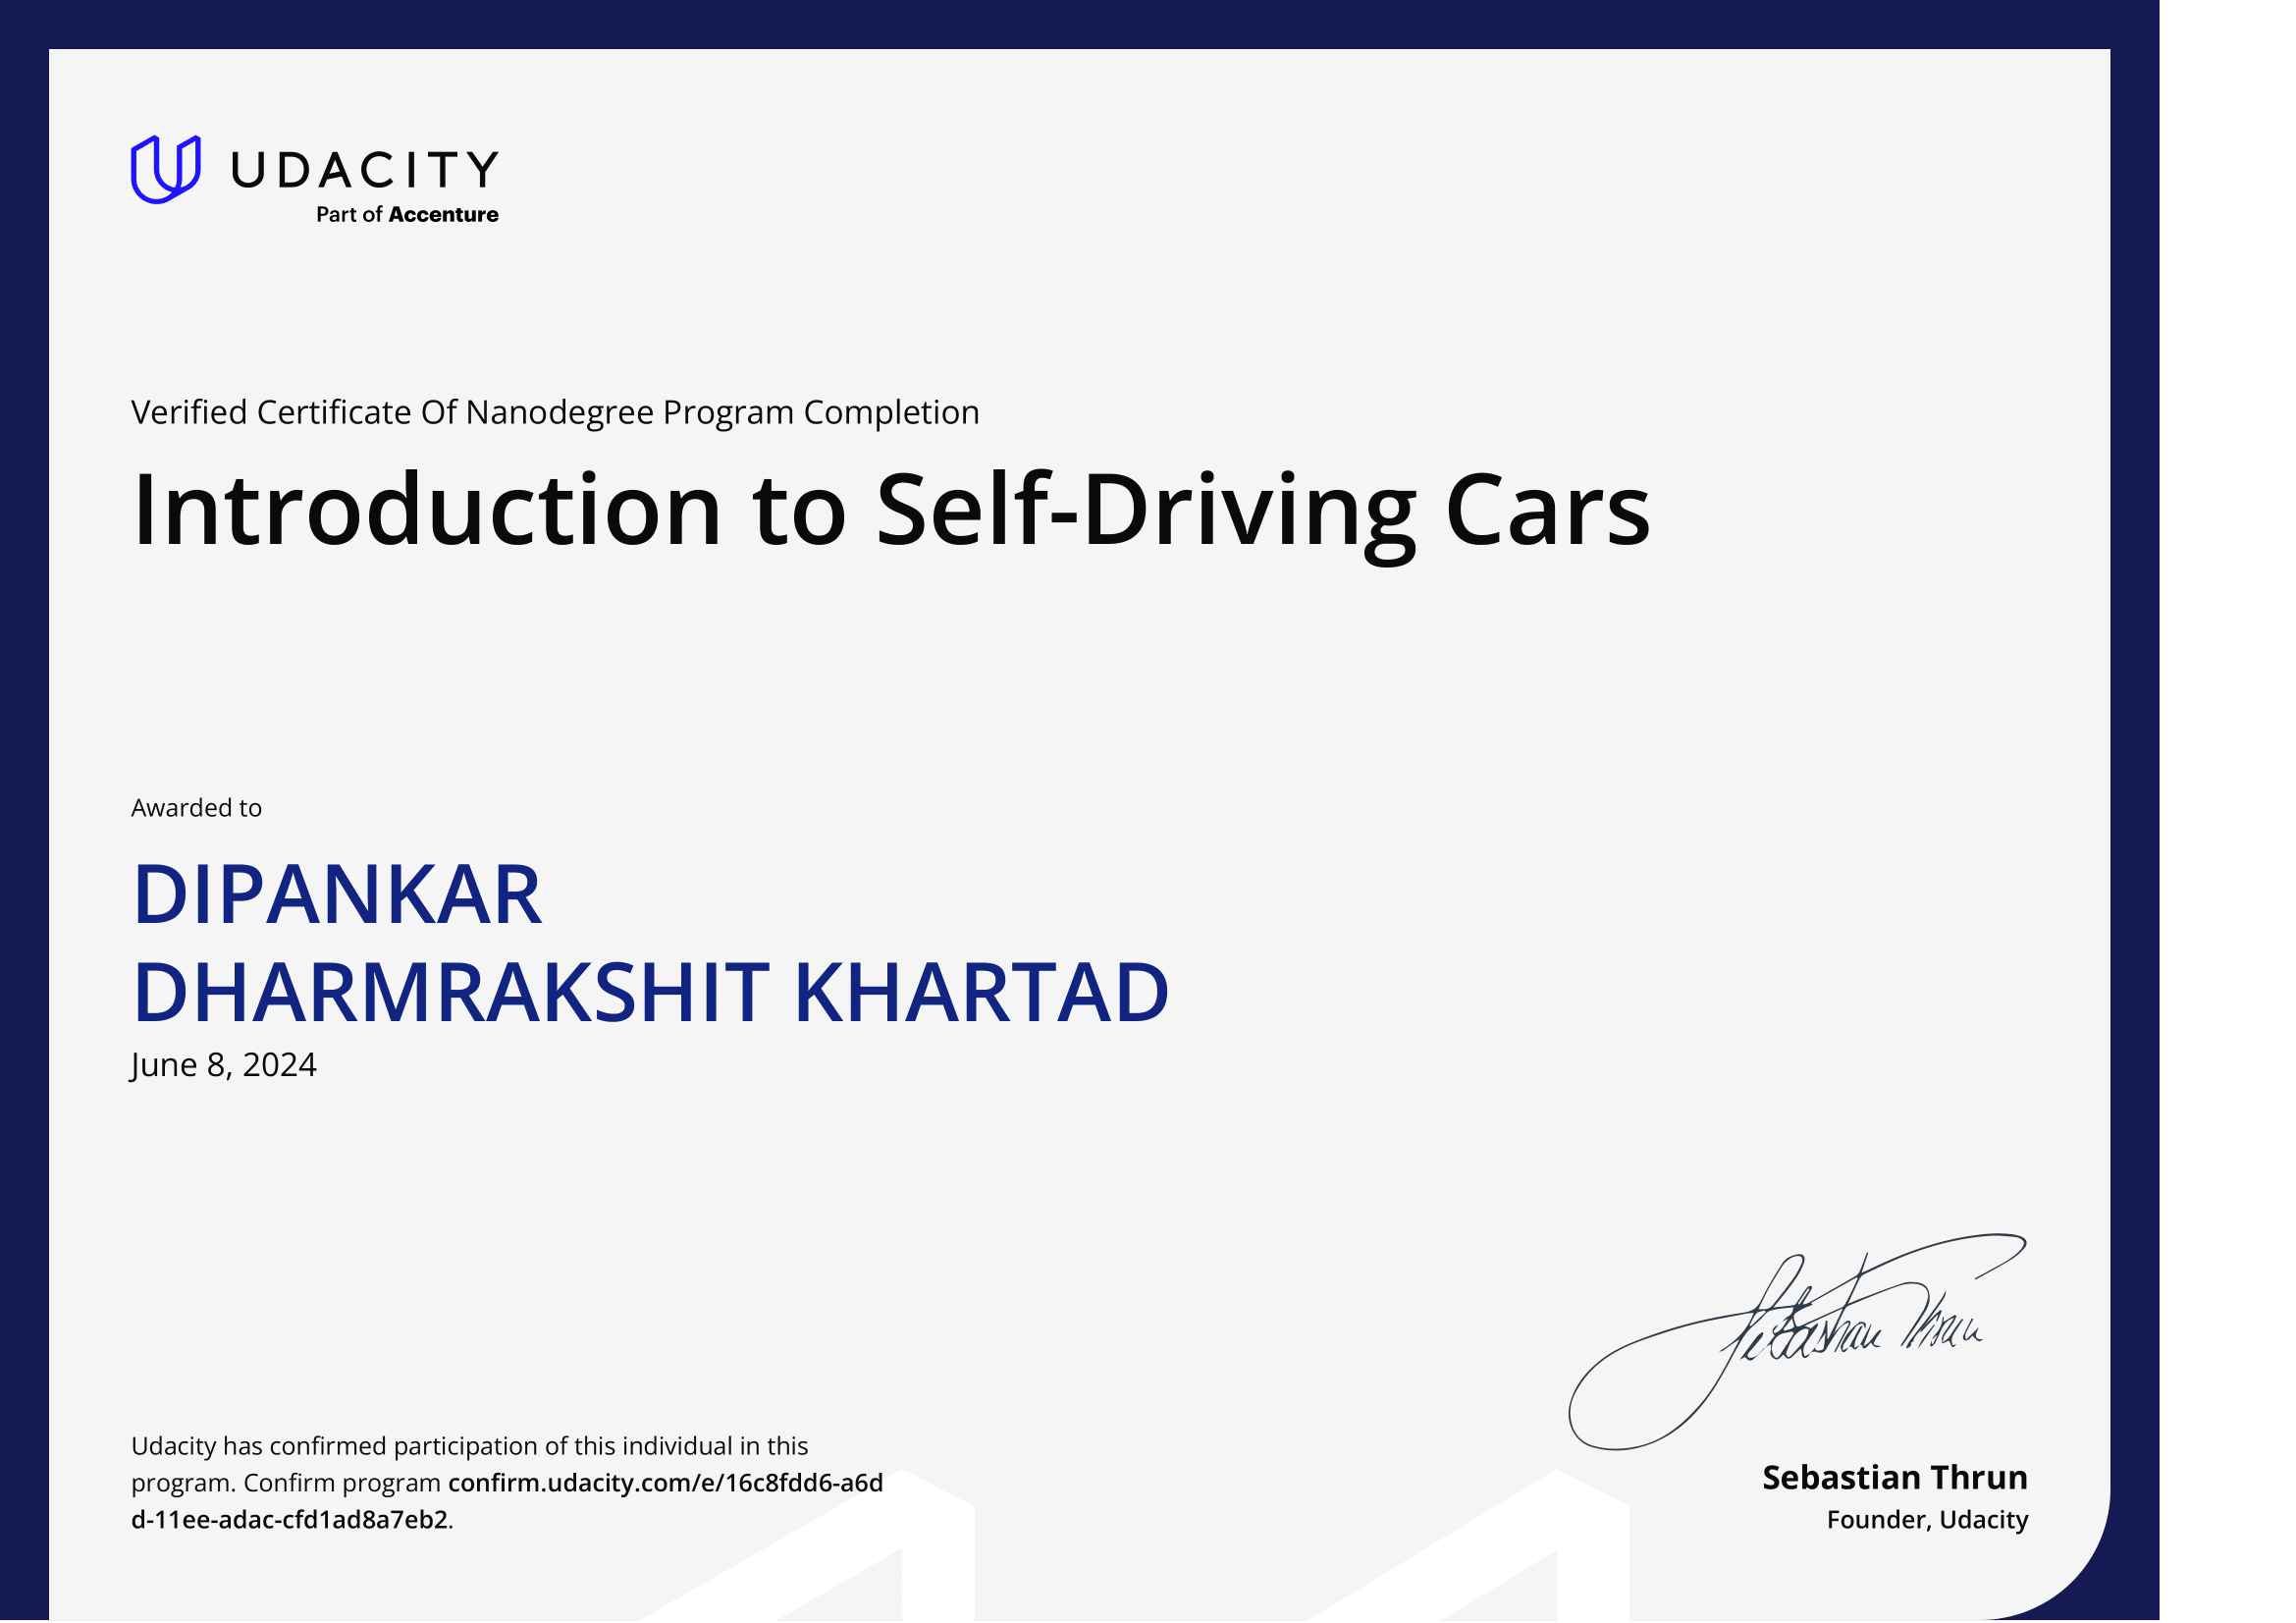 UDACITY
Part of Accenture
Verified Certificate Of Nanodegree Program Completion
Introduction to Self-Driving Cars
Awarded to
DIPANKAR
DHARMRAKSHIT KHARTAD
June 8, 2024
Sebastian Thrun
Udacity has confirmed participation of this individual in this
program. Confirm program confirm.udacity.com/e/16c8fdd6-a6d
d-11ee-adac-cfd1ad8a7eb2.
Sebastian Thrun
Founder, Udacity